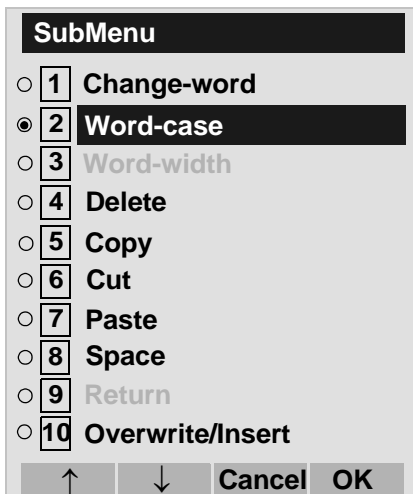 SubMenu
1 Change-word
2 Word-case
3 Word-width
4 Delete
5 Copy
6 Cut
7 Paste
8 Space
9 Return
10 Overwrite/Insert
↑ ↓ Cancel OK